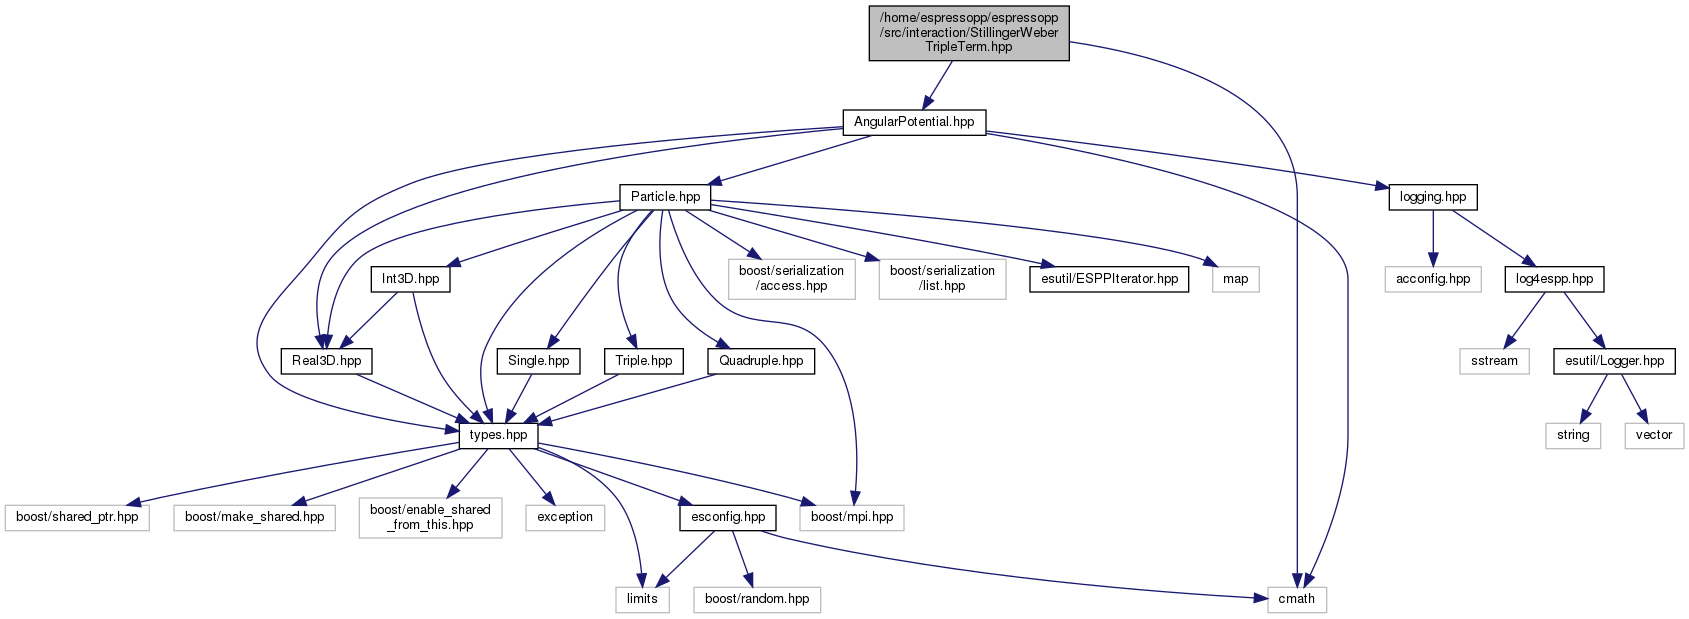 /home/espressopp/espressopp
/src/interaction/StillingerWeber
TripleTerm.hpp
AngularPotential.hpp
Particle.hpp
logging.hpp
Int3D.hpp
boost/serialization
/access.hpp
boost/serialization
/list.hpp
esutil/ESPPIterator.hpp
map
acconfig.hpp
log4espp.hpp
Real3D.hpp
Single.hpp
Triple.hpp
Quadruple.hpp
sstream
esutil/Logger.hpp
types.hpp
string
vector
boost/shared_ptr.hpp
boost/make_shared.hpp
boost/enable_shared
_from_this.hpp
exception
esconfig.hpp
boost/mpi.hpp
limits
boost/random.hpp
cmath